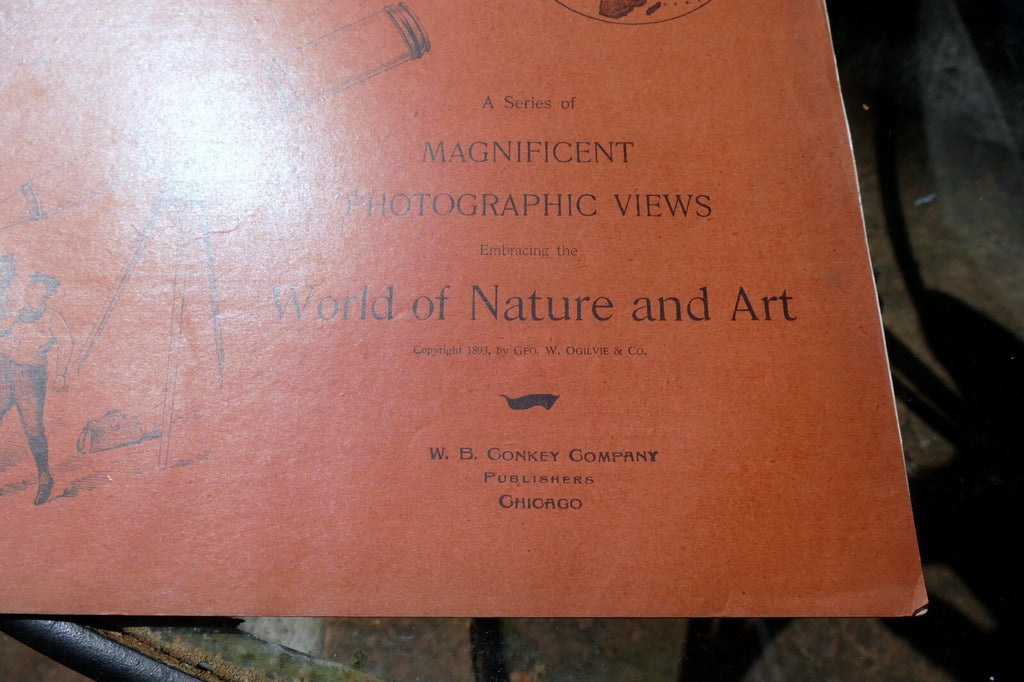 A Series of
MAGNIFICENT
PHOTOGRAPHIC VIEWS
Embracing the
World of Nature and Art
Copyright 1893, by GEO. W. OGILVIE & CO.
W. B. CONKEY COMPANY
PUBLISHERS
CHICAGO